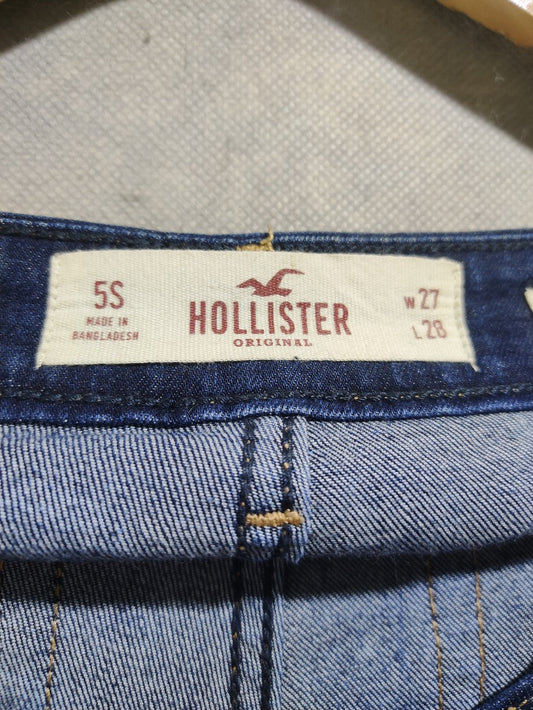 5S
MADE IN
BANGLADESH
HOLLISTER
ORIGINAL
W 27
L 28